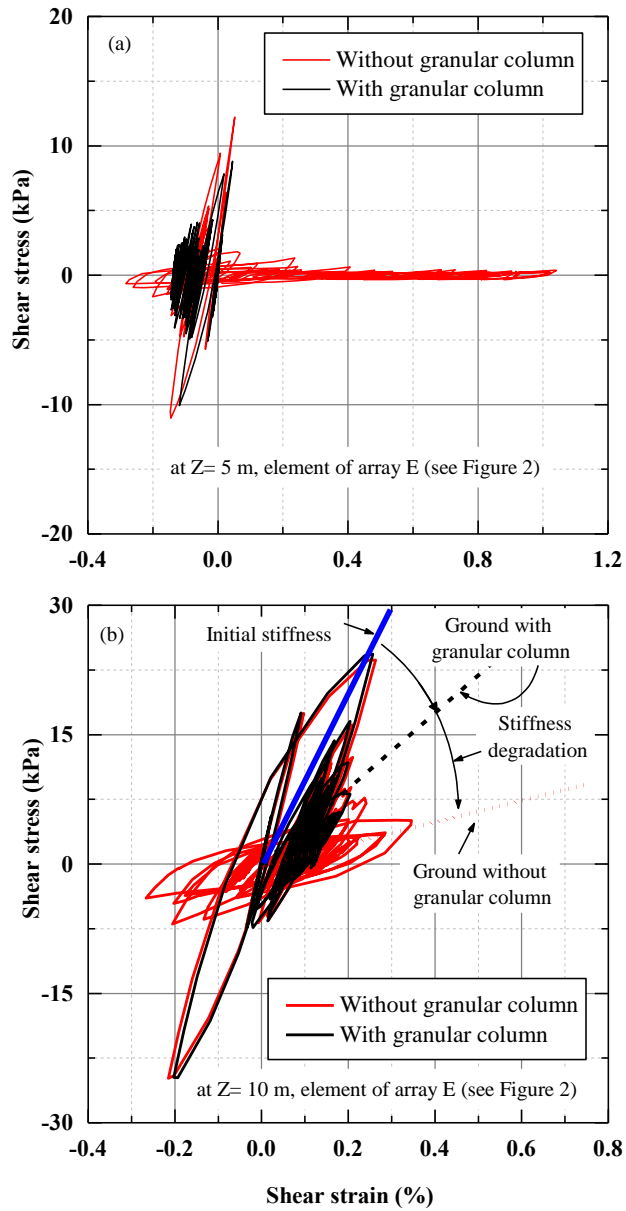 20
(a)
Without granular column
With granular column
10
0
-10
-20
Shear stress (kPa)
at Z= 5 m, element of array E (see Figure 2)
-0.4
0.0
0.4
0.8
1.2
30
(b)
Initial stiffness
Ground with
granular column
15
Stiffness
degradation
0
Ground without
granular column
-15
-30
Shear stress (kPa)
Without granular column
With granular column
at Z= 10 m, element of array E (see Figure 2)
-0.4
-0.2
0.0
0.2
0.4
0.6
0.8
Shear strain (%)